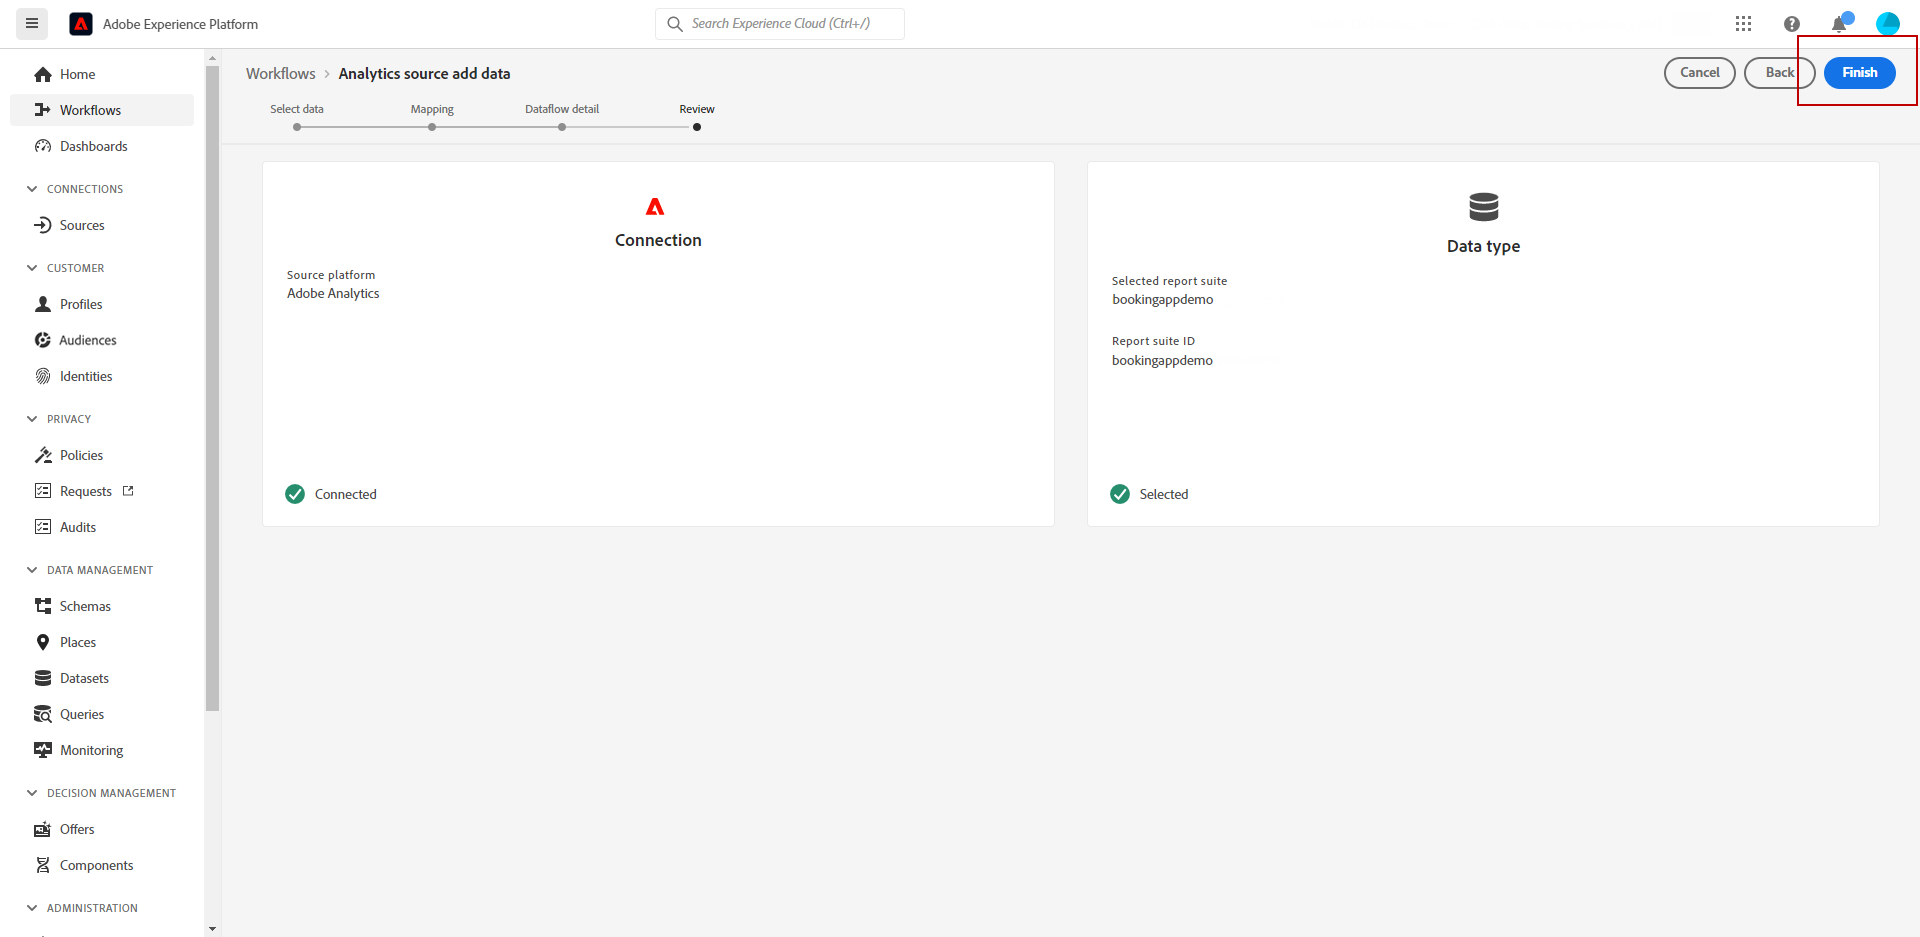 Adobe Experience Platform
Search Experience Cloud (Ctrl+/)
Home
Workflows
Dashboards
CONNECTIONS
Sources
CUSTOMER
Profiles
Audiences
Identities
PRIVACY
Policies
Requests
Audits
DATA MANAGEMENT
Schemas
Places
Datasets
Queries
Monitoring
DECISION MANAGEMENT
Offers
Components
ADMINISTRATION
Workflows > Analytics source add data
Cancel
Back
Finish
Select data
Mapping
Dataflow detail
Review
Connection
Source platform
Adobe Analytics
Connected
Data type
Selected report suite
bookingappdemo
Report suite ID
bookingappdemo
Selected